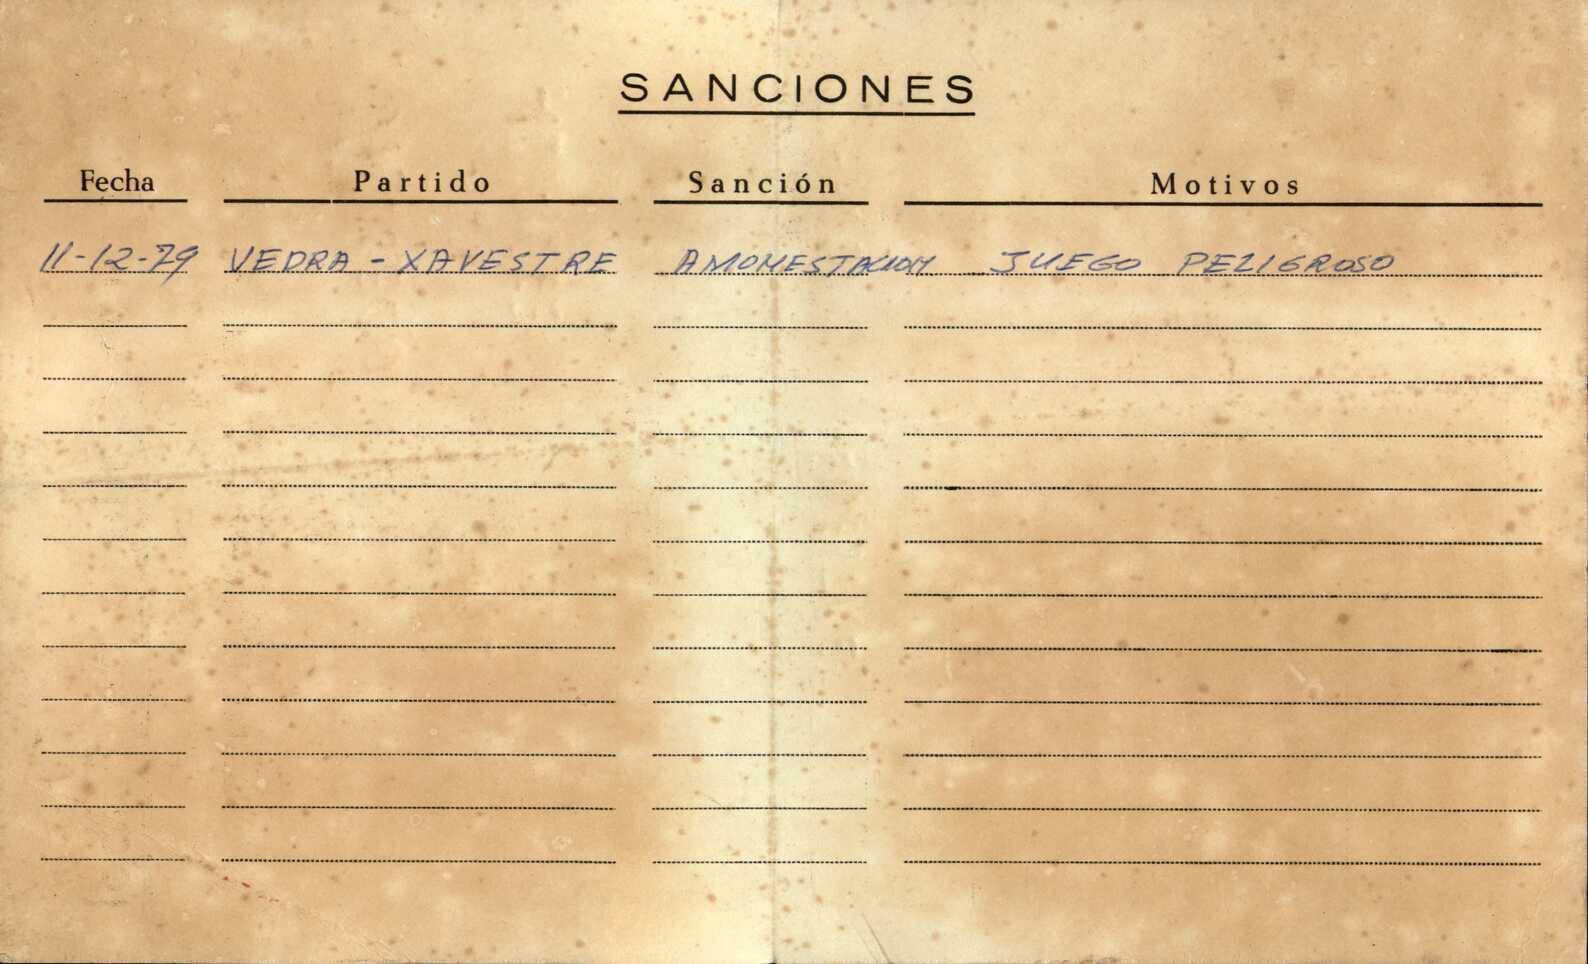 SANCIONES
Fecha Partido Sanción Motivos
11-12-79 VEDRA - XAVESTRE AMONESTACION JUEGO PELIGROSO